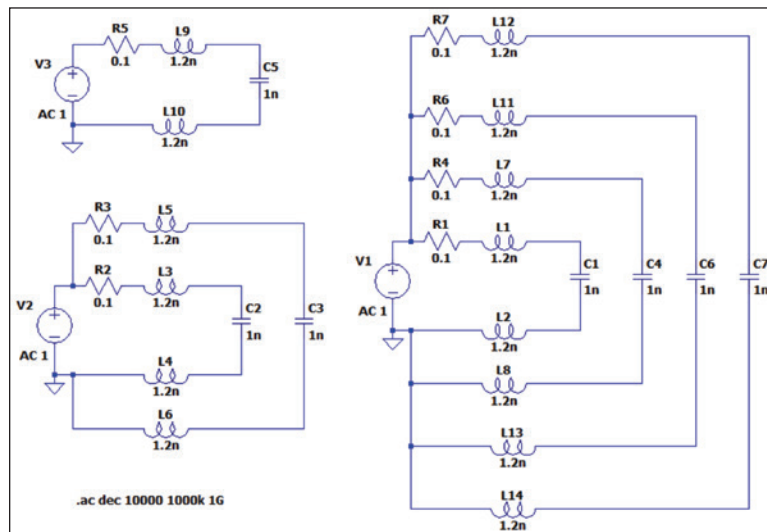 R5 L9
0.1 1.2n
V3
C5
1n
AC 1
L10
1.2n
R3 L5
0.1 1.2n
R2 L3
0.1 1.2n
V2
C2 C3
1n 1n
AC 1
L4
1.2n
L6
1.2n
.ac dec 10000 1000k 1G
R7 L12
0.1 1.2n
R6 L11
0.1 1.2n
R4 L7
0.1 1.2n
R1 L1
0.1 1.2n
V1
C1 C4 C6 C7
1n 1n 1n 1n
AC 1
L2
1.2n
L8
1.2n
L13
1.2n
L14
1.2n